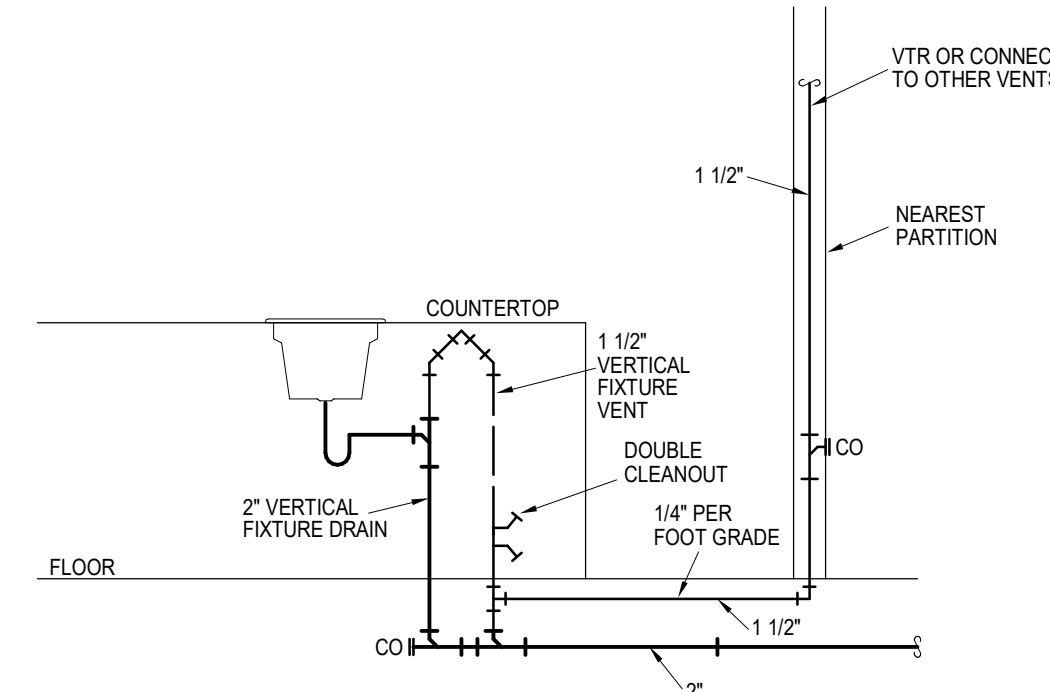 VTR OR CONNEC
TO OTHER VENTS
1 1/2"
NEAREST
PARTITION
COUNTERTOP
1 1/2"
VERTICAL
FIXTURE
VENT
CO
DOUBLE
CLEANOUT
2" VERTICAL
FIXTURE DRAIN
1/4" PER
FOOT GRADE
FLOOR
1 1/2"
CO
2"